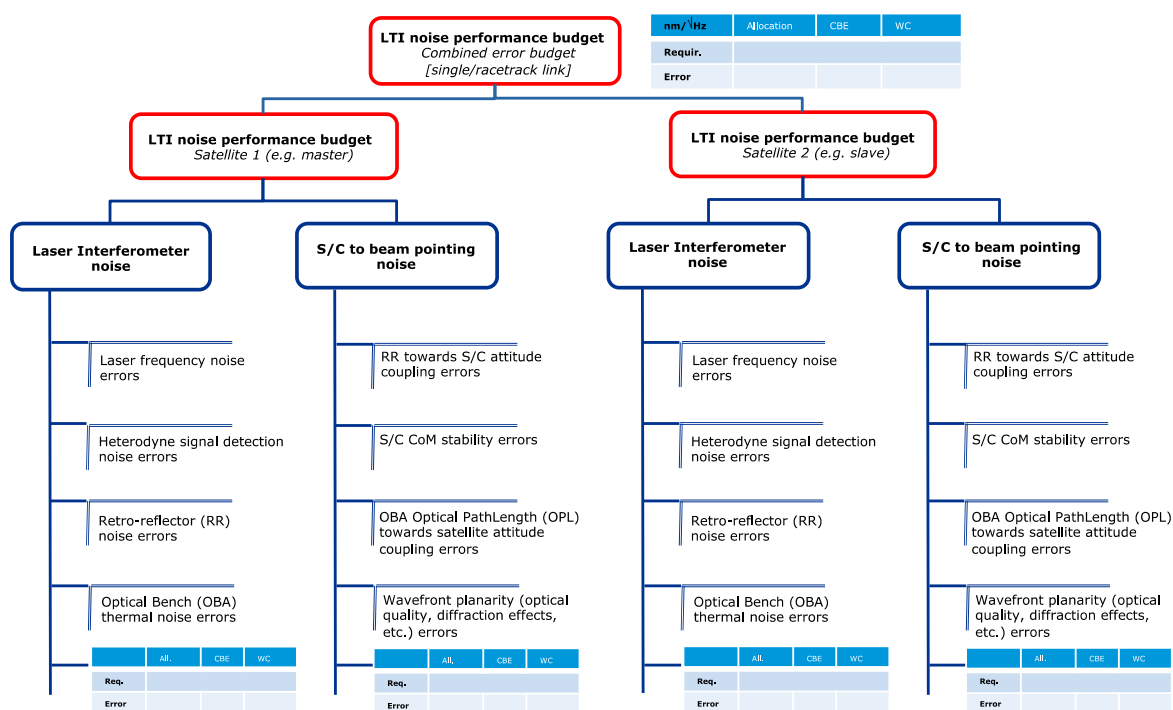 LTI noise performance budget
Combined error budget
[single/racetrack link]
nm/√Hz Allocation CBE WC
Requir.
Error
LTI noise performance budget
Satellite 1 (e.g. master)
LTI noise performance budget
Satellite 2 (e.g. slave)
Laser Interferometer
noise
S/C to beam pointing
noise
Laser Interferometer
noise
S/C to beam pointing
noise
Laser frequency noise
errors
Heterodyne signal detection
noise errors
Retro-reflector (RR)
noise errors
Optical Bench (OBA)
thermal noise errors
All. CBE WC
Req.
Error
RR towards S/C attitude
coupling errors
S/C CoM stability errors
OBA Optical PathLength (OPL)
towards satellite attitude
coupling errors
Wavefront planarity (optical
quality, diffraction effects,
etc.) errors
All, CBE WC
Req.
Error
Laser frequency noise
errors
Heterodyne signal detection
noise errors
Retro-reflector (RR)
noise errors
Optical Bench (OBA)
thermal noise errors
All. CBE WC
Req.
Error
RR towards S/C attitude
coupling errors
S/C CoM stability errors
OBA Optical PathLength (OPL)
towards satellite attitude
coupling errors
Wavefront planarity (optical
quality, diffraction effects,
etc.) errors
All. CBE WC
Req.
Error